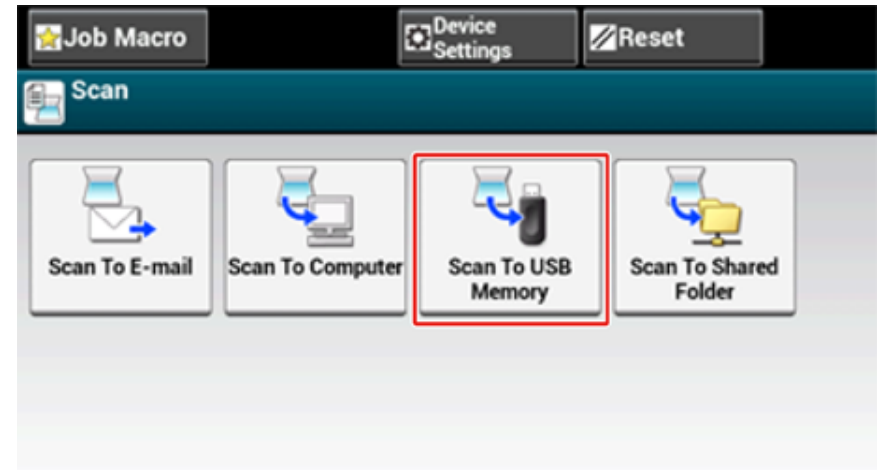 Job Macro
Device
Settings
Reset
Scan
Scan To E-mail
Scan To Computer
Scan To USB
Memory
Scan To Shared
Folder